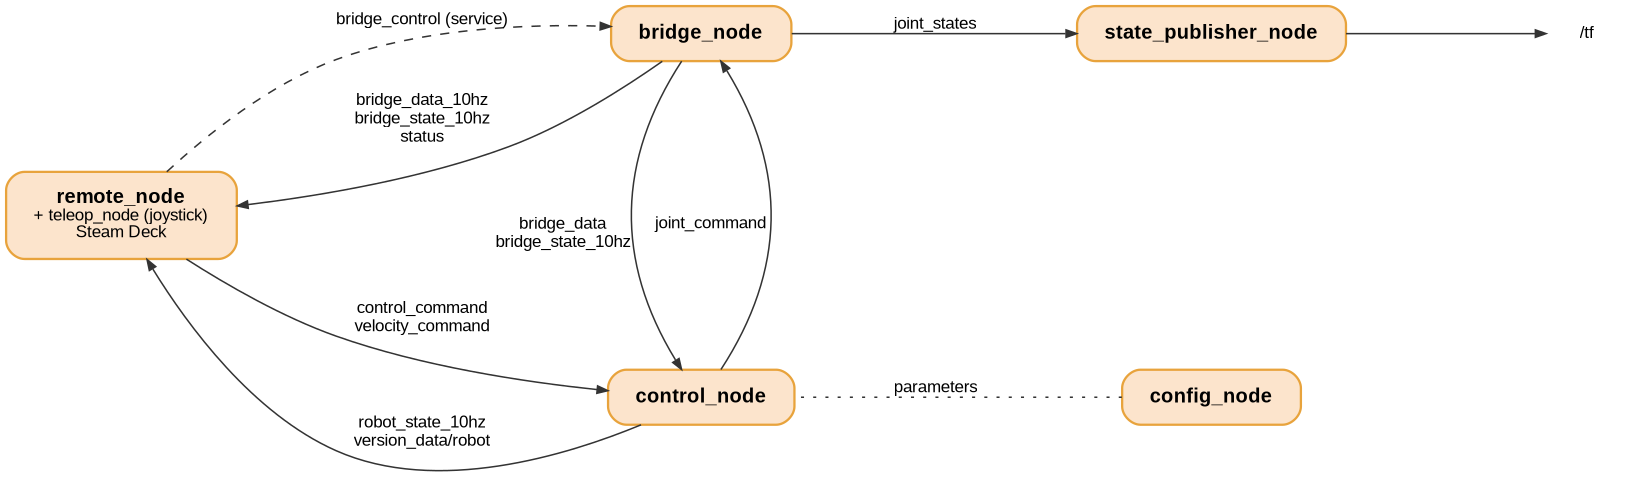 bridge_control (service)
bridge_node
joint_states
state_publisher_node
/tf
bridge_data_10hz
bridge_state_10hz
status
remote_node
+ teleop_node (joystick)
Steam Deck
bridge_data
bridge_state_10hz
joint_command
control_command
velocity_command
control_node
parameters
config_node
robot_state_10hz
version_data/robot